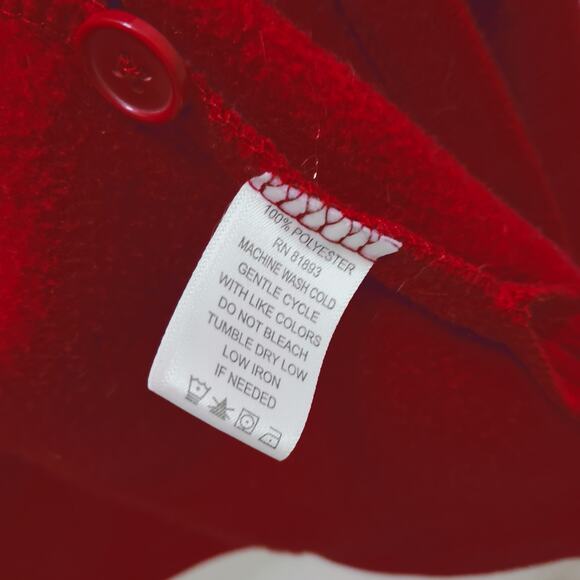 100% POLYESTER
RN 81893
MACHINE WASH COLD
GENTLE CYCLE
WITH LIKE COLORS
DO NOT BLEACH
TUMBLE DRY LOW
LOW IRON
IF NEEDED